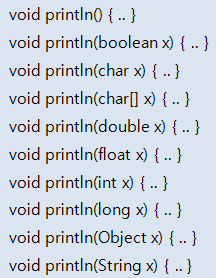 void println() { .. }
void println(boolean x) { .. }
void println(char x) { .. }
void println(char[] x) { .. }
void println(double x) { .. }
void println(float x) { .. }
void println(int x) { .. }
void println(long x) { .. }
void println(Object x) { .. }
void println(String x) { .. }